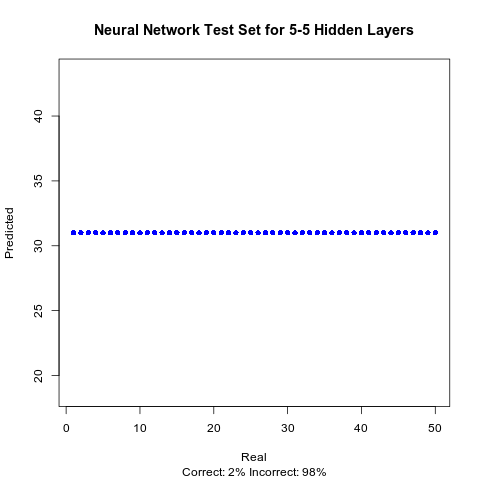 Neural Network Test Set for 5-5 Hidden Layers
40
35
30
25
20
Predicted
0 10 20 30 40 50
Real
Correct: 2% Incorrect: 98%